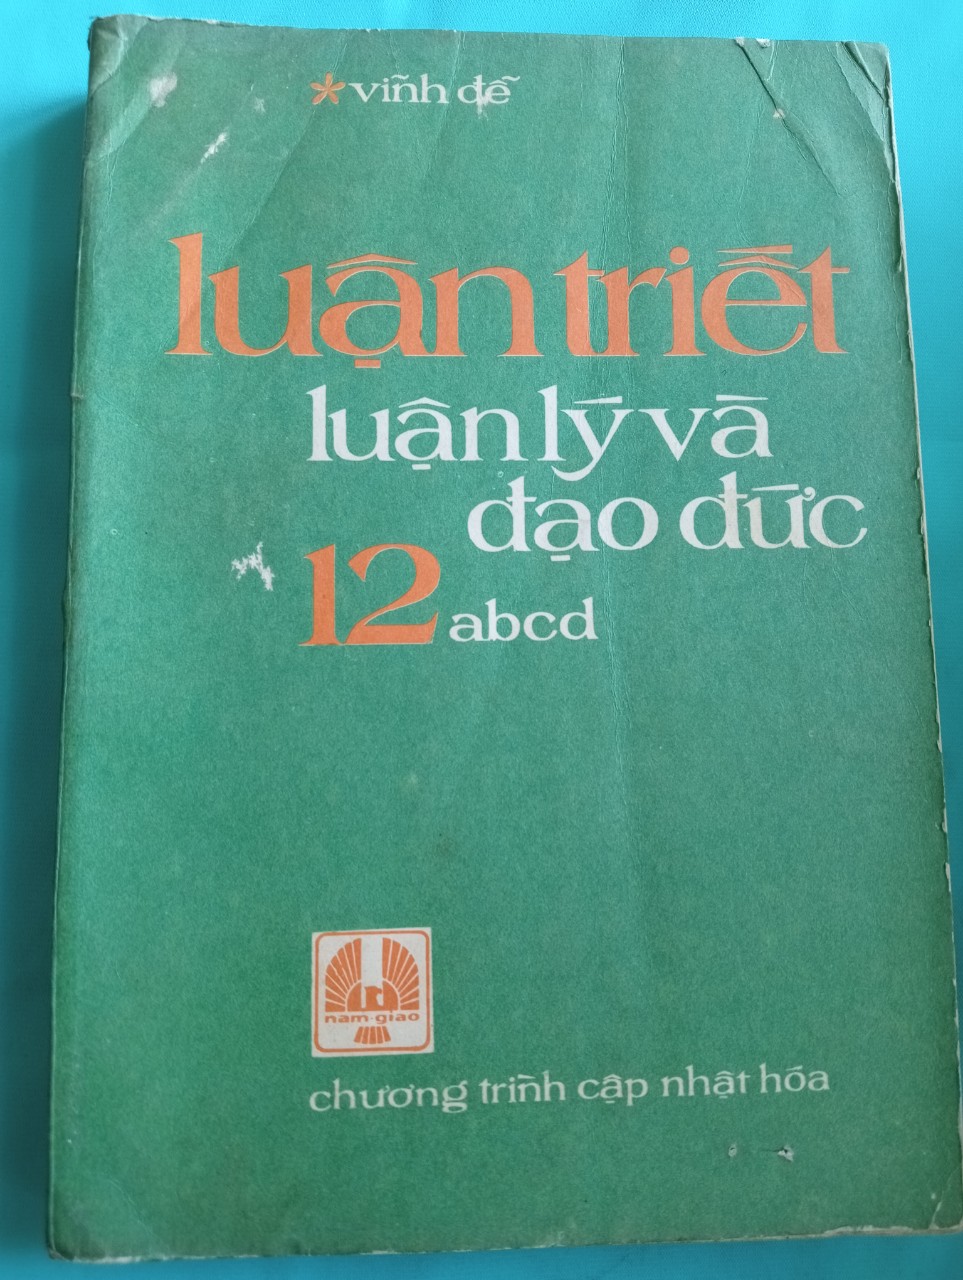 * vĩnh đễ
luận triết
luận lý và
đạo đức
12 abcd
nam·giao
chương trình cập nhật hóa